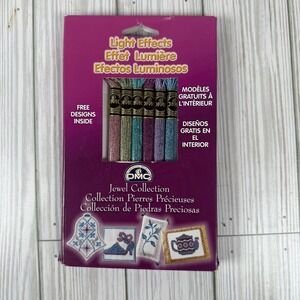 Light Effects
Effet Lumière
Efectos Luminosos
FREE
DESIGNS
INSIDE
MODÈLES
GRATUITS À
L'INTÉRIEUR
DISEÑOS
GRATIS EN
EL
INTERIOR
DMC
Jewel Collection
Collection Pierres Précieuses
Colección de Piedras Preciosas